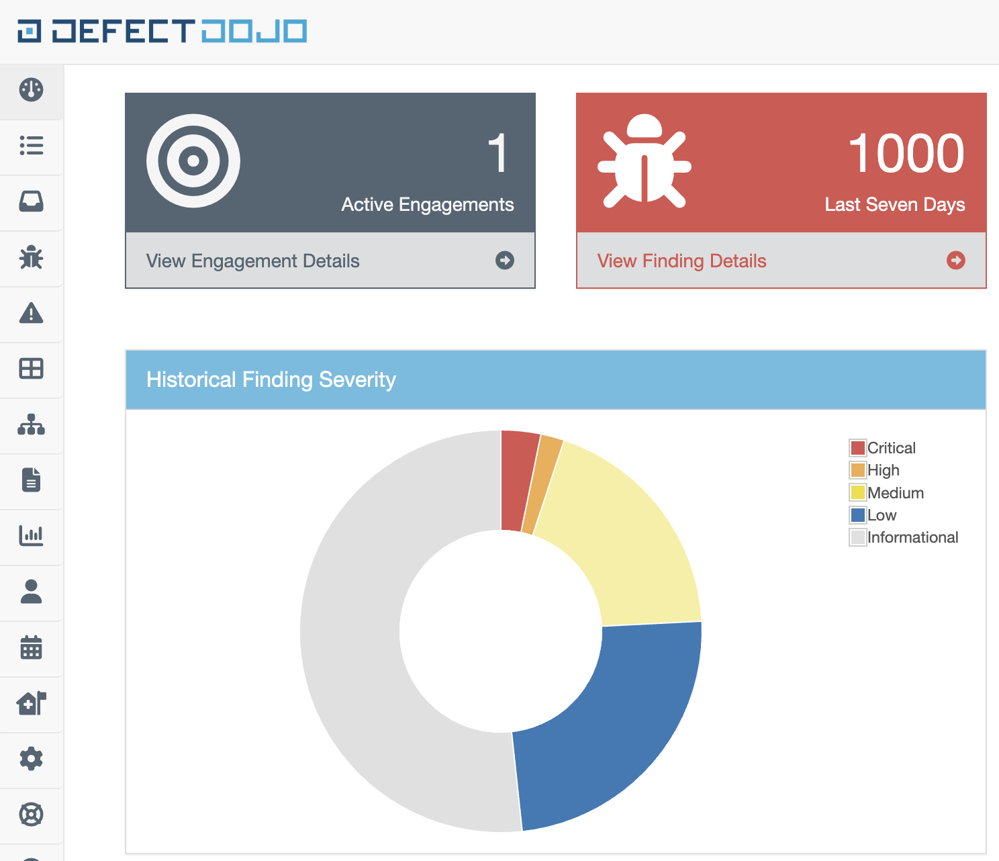 DEFECTDOJO
1
Active Engagements
View Engagement Details
1000
Last Seven Days
View Finding Details
Historical Finding Severity
Critical
High
Medium
Low
Informational